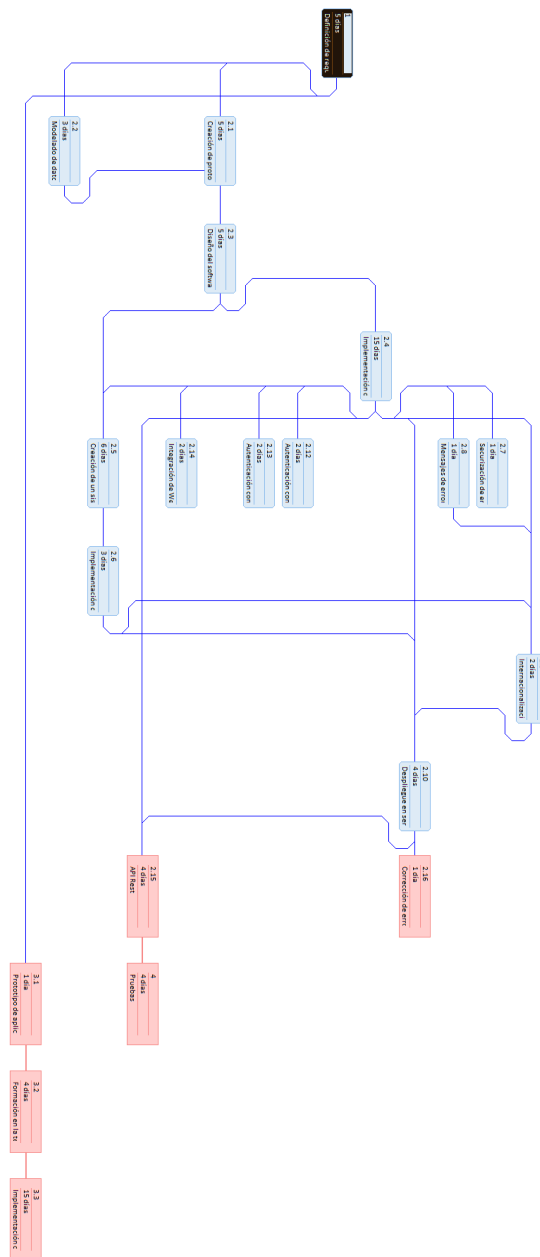 1
5 días
Definición de requ
2.2
3 días
Modelado de datc
2.1
5 días
Creación de proto
2.3
5 días
Diseño del softwa
2.4
15 días
Implementación c
2.5
6 días
Creación de un sis
2.14
2 días
Integración de We
2.13
2 días
Autenticación con
2.12
2 días
Autenticación con
2.8
1 día
Mensajes de error
2.7
1 día
Securización de er
2.6
3 días
Implementación c
2 días
Internacionalizaci
2.10
4 días
Despliegue en ser
2.15
4 días
API Rest
2.16
1 día
Corrección de erro
3.1
1 día
Prototipo de aplic
4
4 días
Pruebas
3.2
4 días
Formación en la te
3.3
15 días
Implementación c